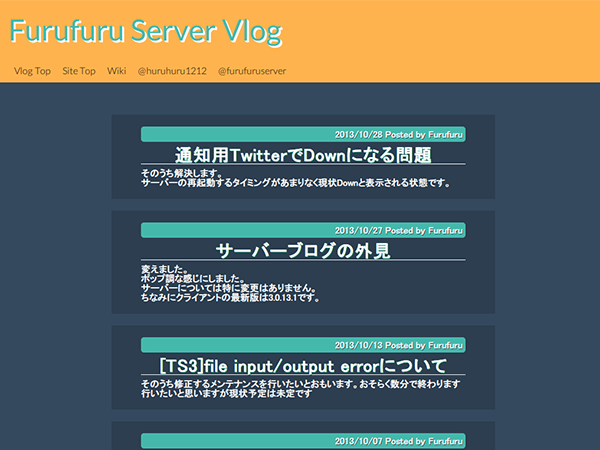 Furufuru Server Vlog
Vlog Top Site Top Wiki @huruhuru1212 @furufuruserver
2013/10/28 Posted by Furufuru
通知用TwitterでDownになる問題
そのうち解決します。
サーバーの再起動するタイミングがあまりなく現状Downと表示される状態です。
2013/10/27 Posted by Furufuru
サーバーブログの外見
変えました。
ポップ調な感じにしました。
サーバーについては特に変更はありません。
ちなみにクライアントの最新版は3.0.13.1です。
2013/10/13 Posted by Furufuru
[TS3]file input/output errorについて
そのうち修正するメンテナンスを行いたいとおもいます。おそらく数分で終わります
行いたいと思いますが現状予定は未定です
2013/10/07 Posted by Furufuru